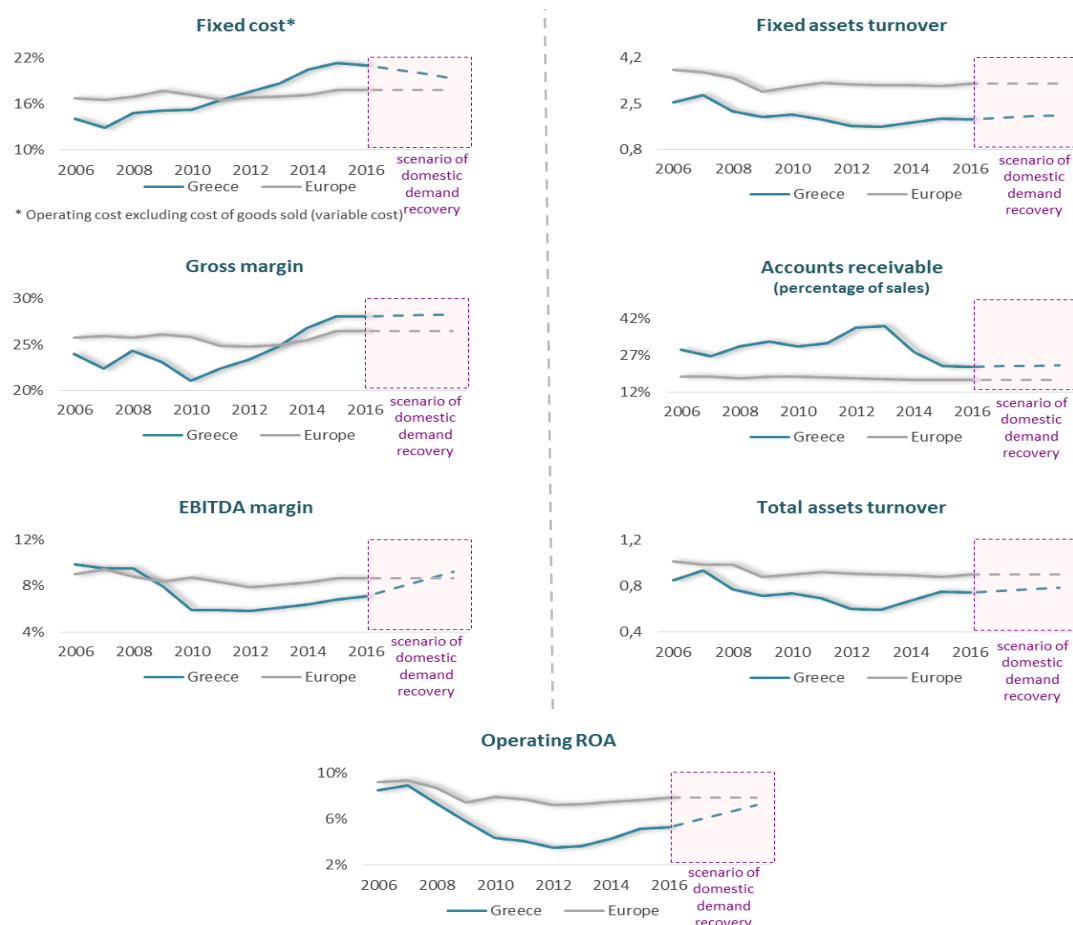 Fixed cost*
22%
16%
10%
2006 2008 2010 2012 2014 2016
Greece Europe
scenario of
domestic
demand
recovery
* Operating cost excluding cost of goods sold (variable cost)
Fixed assets turnover
4,2
2,5
0,8
2006 2008 2010 2012 2014 2016
Greece Europe
scenario of
domestic
demand
recovery
Gross margin
30%
25%
20%
2006 2008 2010 2012 2014 2016
Greece Europe
scenario of
domestic
demand
recovery
Accounts receivable
(percentage of sales)
42%
27%
12%
2006 2008 2010 2012 2014 2016
Greece Europe
scenario of
domestic
demand
recovery
EBITDA margin
12%
8%
4%
2006 2008 2010 2012 2014 2016
Greece Europe
scenario of
domestic
demand
recovery
Total assets turnover
1,2
0,8
0,4
2006 2008 2010 2012 2014 2016
Greece Europe
scenario of
domestic
demand
recovery
Operating ROA
10%
6%
2%
2006 2008 2010 2012 2014 2016
Greece Europe
scenario of
domestic
demand
recovery